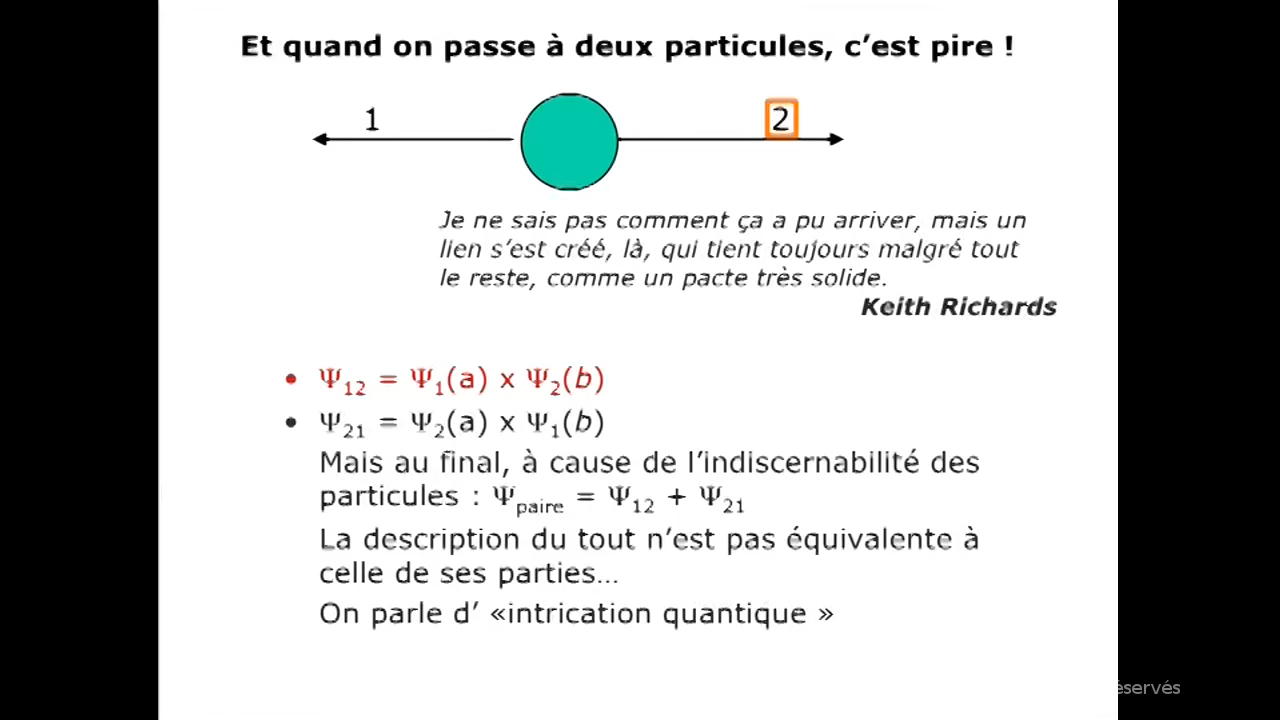 Et quand on passe à deux particules, c’est pire !
1
2
Je ne sais pas comment ça a pu arriver, mais un
lien s’est créé, là, qui tient toujours malgré tout
le reste, comme un pacte très solide.
Keith Richards
• Ψ12 = Ψ1(a) x Ψ2(b)
• Ψ21 = Ψ2(a) x Ψ1(b)
Mais au final, à cause de l’indiscernabilité des
particules : Ψpaire = Ψ12 + Ψ21
La description du tout n’est pas équivalente à
celle de ses parties…
On parle d’ «intrication quantique »